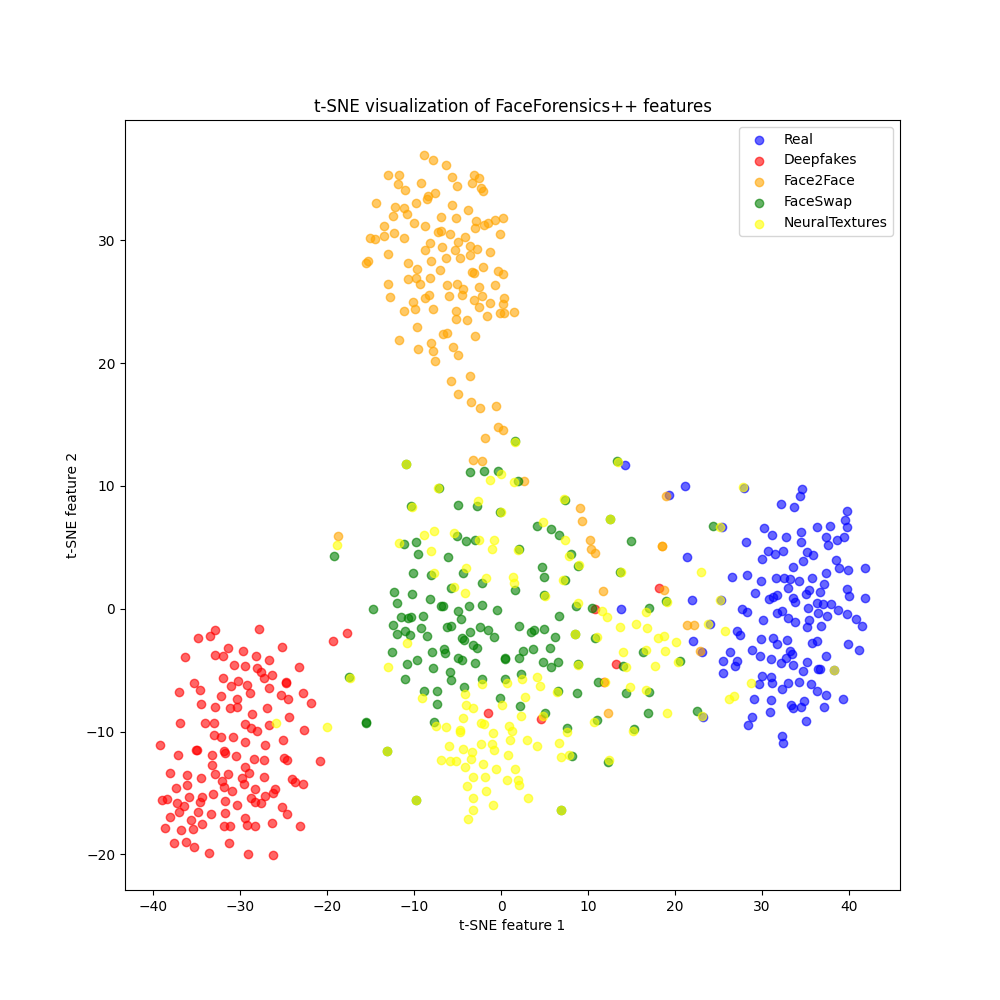 t-SNE visualization of FaceForensics++ features
Real
Deepfakes
Face2Face
FaceSwap
NeuralTextures
30
20
10
0
−10
−20
t-SNE feature 2
−40 −30 −20 −10 0 10 20 30 40
t-SNE feature 1